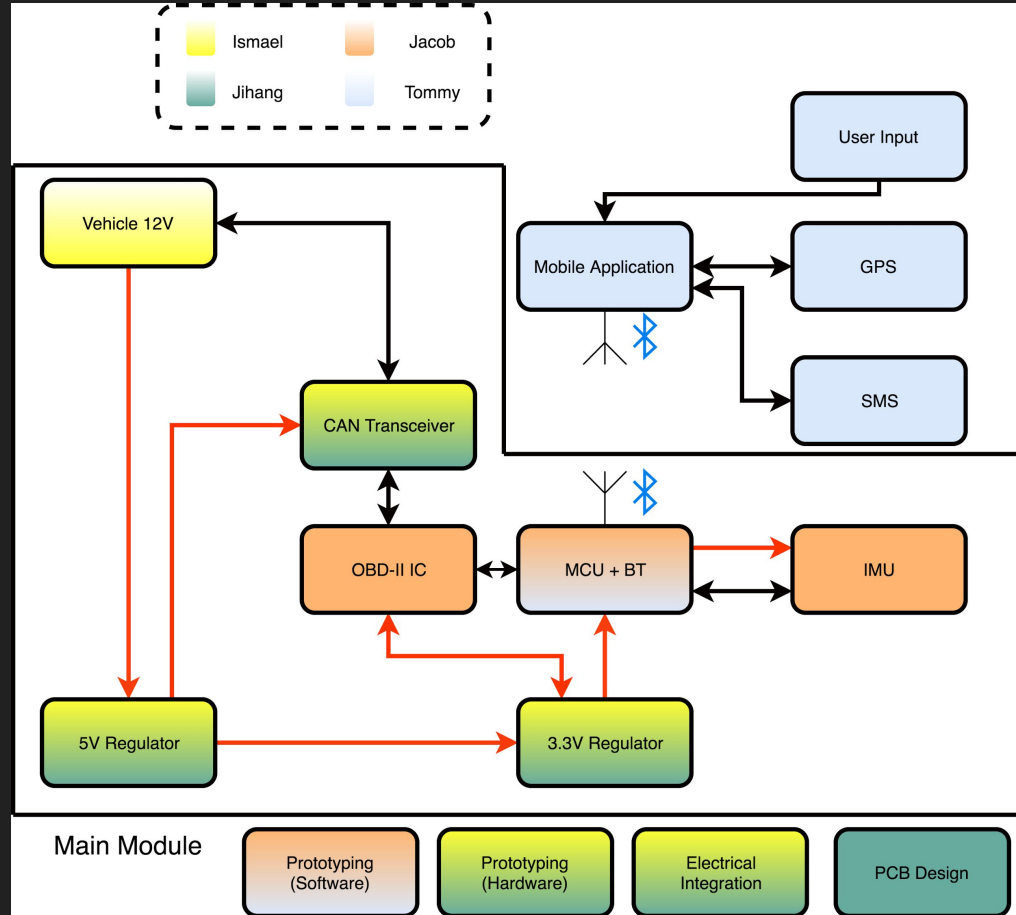 Ismael
Jacob
Jihang
Tommy
User Input
Vehicle 12V
Mobile Application
GPS
SMS
CAN Transceiver
OBD-II IC
MCU + BT
IMU
5V Regulator
3.3V Regulator
Main Module
Prototyping
(Software)
Prototyping
(Hardware)
Electrical
Integration
PCB Design